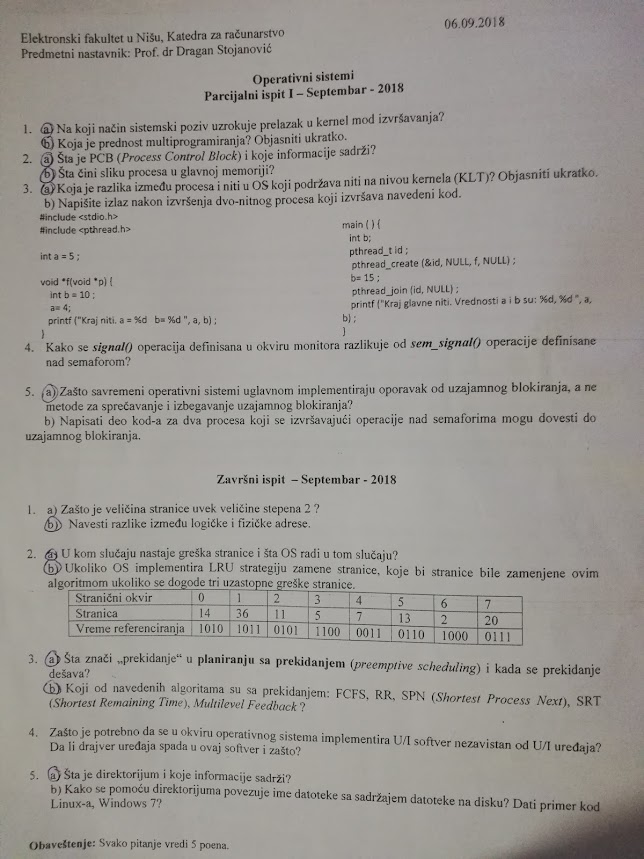 06.09.2018
Elektronski fakultet u Nišu, Katedra za računarstvo
Predmetni nastavnik: Prof. dr Dragan Stojanović
Operativni sistemi
Parcijalni ispit I – Septembar - 2018
1. a) Na koji način sistemski poziv uzrokuje prelazak u kernel mod izvršavanja?
b) Koja je prednost multiprogramiranja? Objasniti ukratko.
2. a) Šta je PCB (Process Control Block) i koje informacije sadrži?
b) Šta čini sliku procesa u glavnoj memoriji?
3. a) Koja je razlika između procesa i niti u OS koji podržava niti na nivou kernela (KLT)? Objasniti ukratko.
b) Napišite izlaz nakon izvršenja dvo-nitnog procesa koji izvršava navedeni kod.
#include <stdio.h>
#include <pthread.h>
int a = 5 ;
void *f(void *p) {
int b = 10 ;
a= 4;
printf ("Kraj niti. a = %d b= %d ", a, b) ;
}
main ( ) {
int b;
pthread_t id ;
pthread_create (&id, NULL, f, NULL) ;
b= 15 ;
pthread_join (id, NULL) ;
printf ("Kraj glavne niti. Vrednosti a i b su: %d, %d ", a,
b) ;
}
4. Kako se signal() operacija definisana u okviru monitora razlikuje od sem_signal() operacije definisane
nad semaforom?
5. a) Zašto savremeni operativni sistemi uglavnom implementiraju oporavak od uzajamnog blokiranja, a ne
metode za sprečavanje i izbegavanje uzajamnog blokiranja?
b) Napisati deo kod-a za dva procesa koji se izvršavajući operacije nad semaforima mogu dovesti do
uzajamnog blokiranja.
Završni ispit – Septembar - 2018
1. a) Zašto je veličina stranice uvek veličine stepena 2 ?
b) Navesti razlike između logičke i fizičke adrese.
2. a) U kom slučaju nastaje greška stranice i šta OS radi u tom slučaju?
b) Ukoliko OS implementira LRU strategiju zamene stranice, koje bi stranice bile zamenjene ovim
algoritmom ukoliko se dogode tri uzastopne greške stranice.
Stranični okvir 0 1 2 3 4 5 6 7
Stranica 14 36 11 5 7 13 2 20
Vreme referenciranja 1010 1011 0101 1100 0011 0110 1000 0111
3. a) Šta znači „prekidanje“ u planiranju sa prekidanjem (preemptive scheduling) i kada se prekidanje
dešava?
b) Koji od navedenih algoritama su sa prekidanjem: FCFS, RR, SPN (Shortest Process Next), SRT
(Shortest Remaining Time), Multilevel Feedback ?
4. Zašto je potrebno da se u okviru operativnog sistema implementira U/I softver nezavistan od U/I uređaja?
Da li drajver uređaja spada u ovaj softver i zašto?
5. a) Šta je direktorijum i koje informacije sadrži?
b) Kako se pomoću direktorijuma povezuje ime datoteke sa sadržajem datoteke na disku? Dati primer kod
Linux-a, Windows 7?
Obaveštenje: Svako pitanje vredi 5 poena.